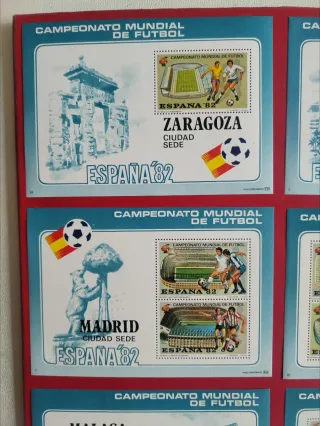 CAMPEONATO MUNDIAL
DE FUTBOL
CAMPEONATO MUNDIAL DE FUTBOL
ESPAÑA'82
ZARAGOZA
CIUDAD
SEDE
ESPAÑA'82
CAMPEONATO MUNDIAL
DE FUTBOL
CAMPEONATO MUNDIAL DE FUTBOL
ESPAÑA'82
CAMPEONATO MUNDIAL DE FUTBOL
ESPAÑA'82
MADRID
CIUDAD SEDE
ESPAÑA'82
CAMPEONATO MUNDIAL
DE FUTBOL